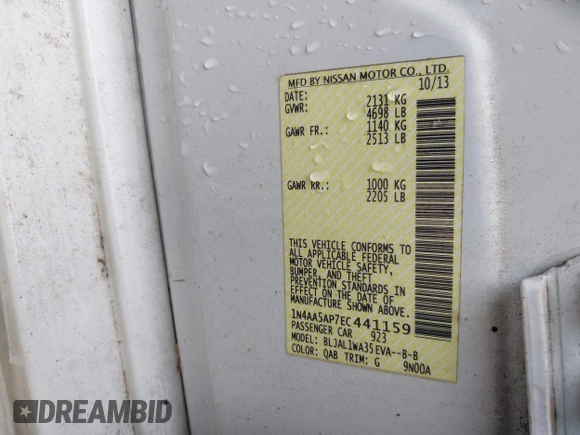 MFD BY NISSAN MOTOR CO., LTD.
DATE: 10/13
GVWR: 2131 KG
4698 LB
GAWR FR.: 1140 KG
2513 LB
GAWR RR.: 1000 KG
2205 LB
THIS VEHICLE CONFORMS TO
ALL APPLICABLE FEDERAL
MOTOR VEHICLE SAFETY,
BUMPER, AND THEFT
PREVENTION STANDARDS IN
EFFECT ON THE DATE OF
MANUFACTURE SHOWN ABOVE.
1N4AA5AP7EC441159
PASSENGER CAR 923
MODEL: BLJAL1WA35EVA--B-B
COLOR: QAB TRIM: G 9N00A
DREAMBID